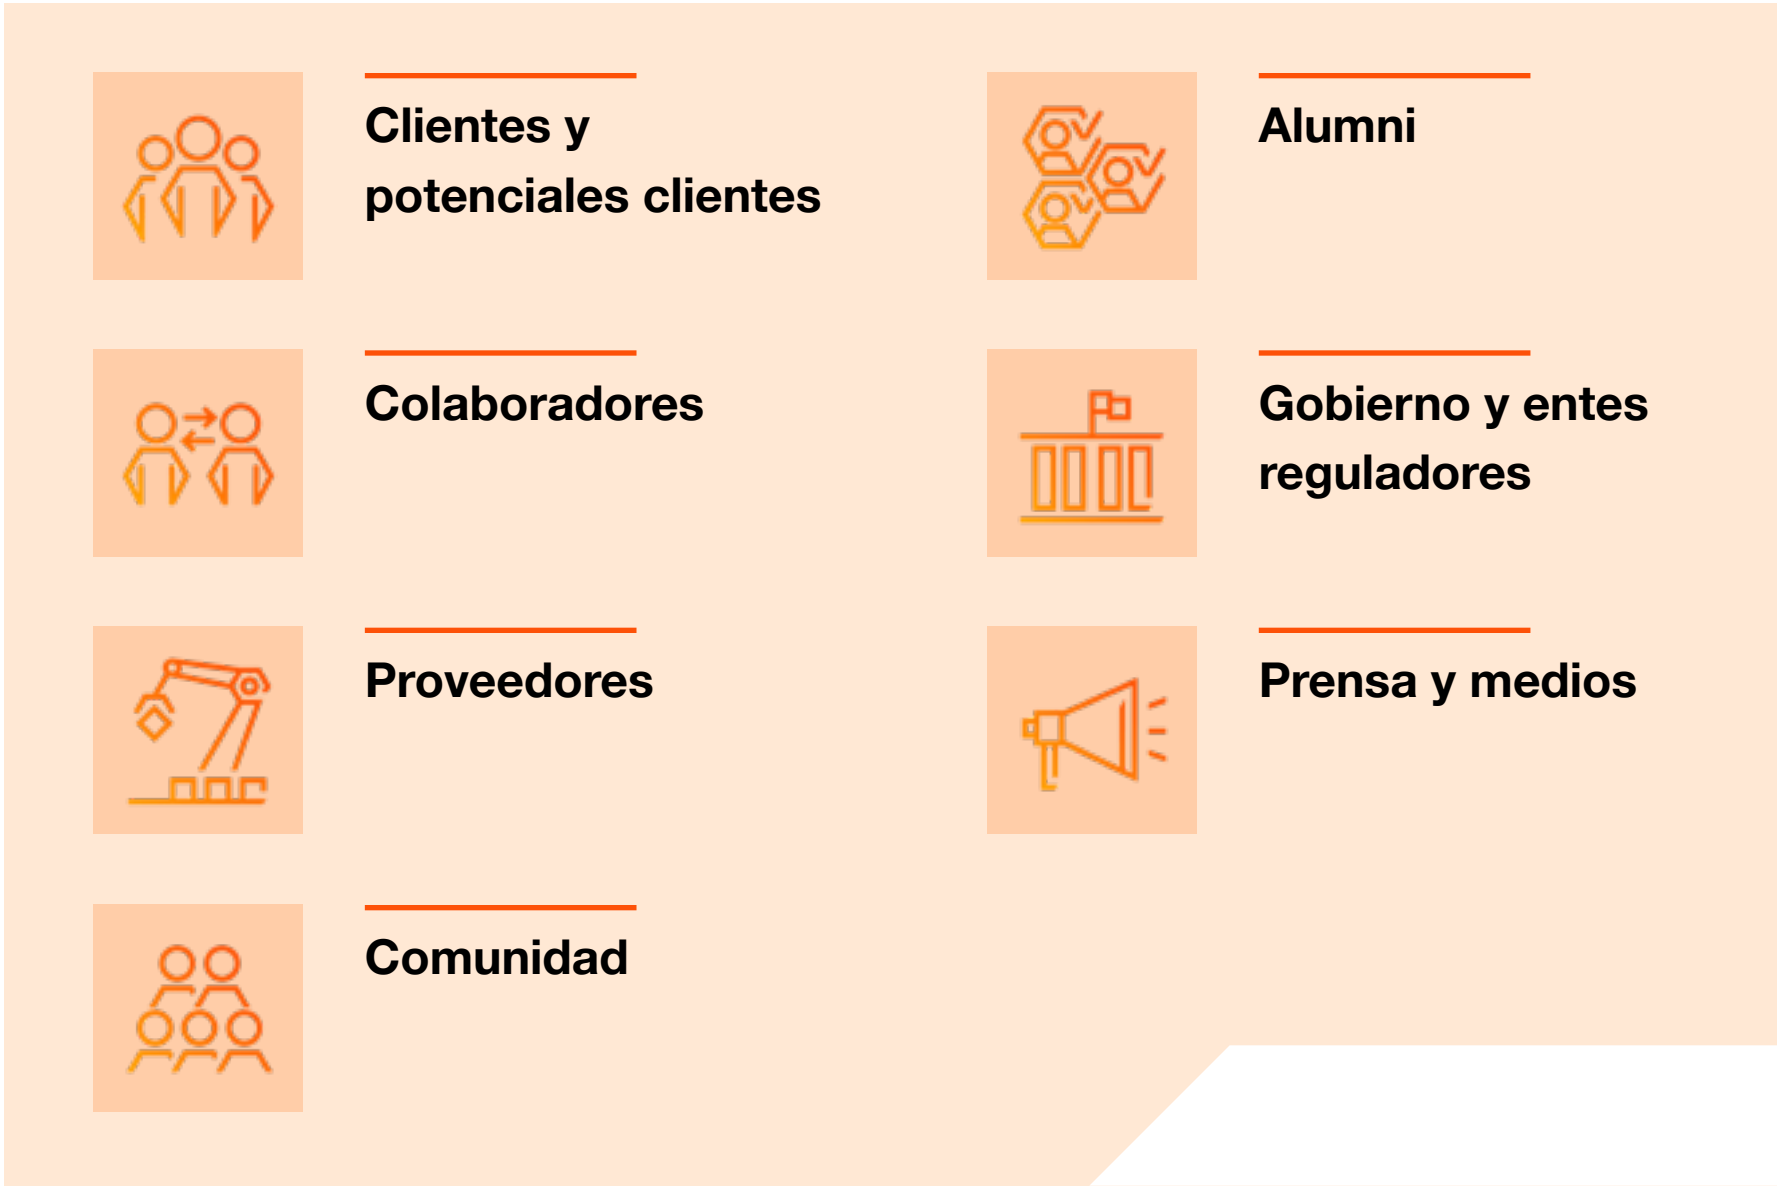 Clientes y
potenciales clientes
Colaboradores
Proveedores
Comunidad
Alumni
Gobierno y entes
reguladores
Prensa y medios